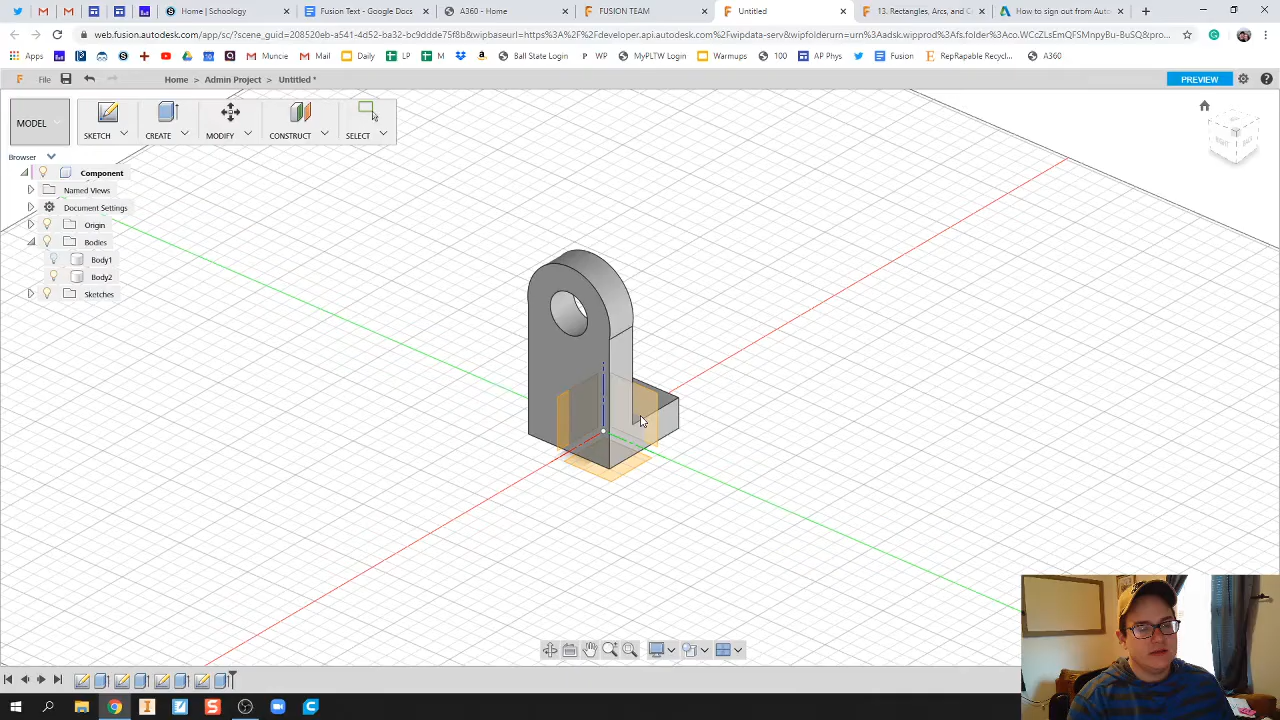 Home | Schoology
Fusion Text - Google Docs
A360 - Home
FUSION TEAM
Untitled
13. Rectangles, Arcs, and C
How to sign out from Auto
Apps
Muncie
Mail
Daily
LP
M
So?
Ball State Login
WP
MyPLTW Login
100
Warmups
AP Phys
Fusion
RepRapable Recycl...
A360
File
Home
Admin Project
Untitled *
PREVIEW
MODEL
SKETCH
CREATE
MODIFY
CONSTRUCT
SELECT
Browser
Component
Named Views
Document Settings
Origin
Bodies
Body1
Body2
Sketches